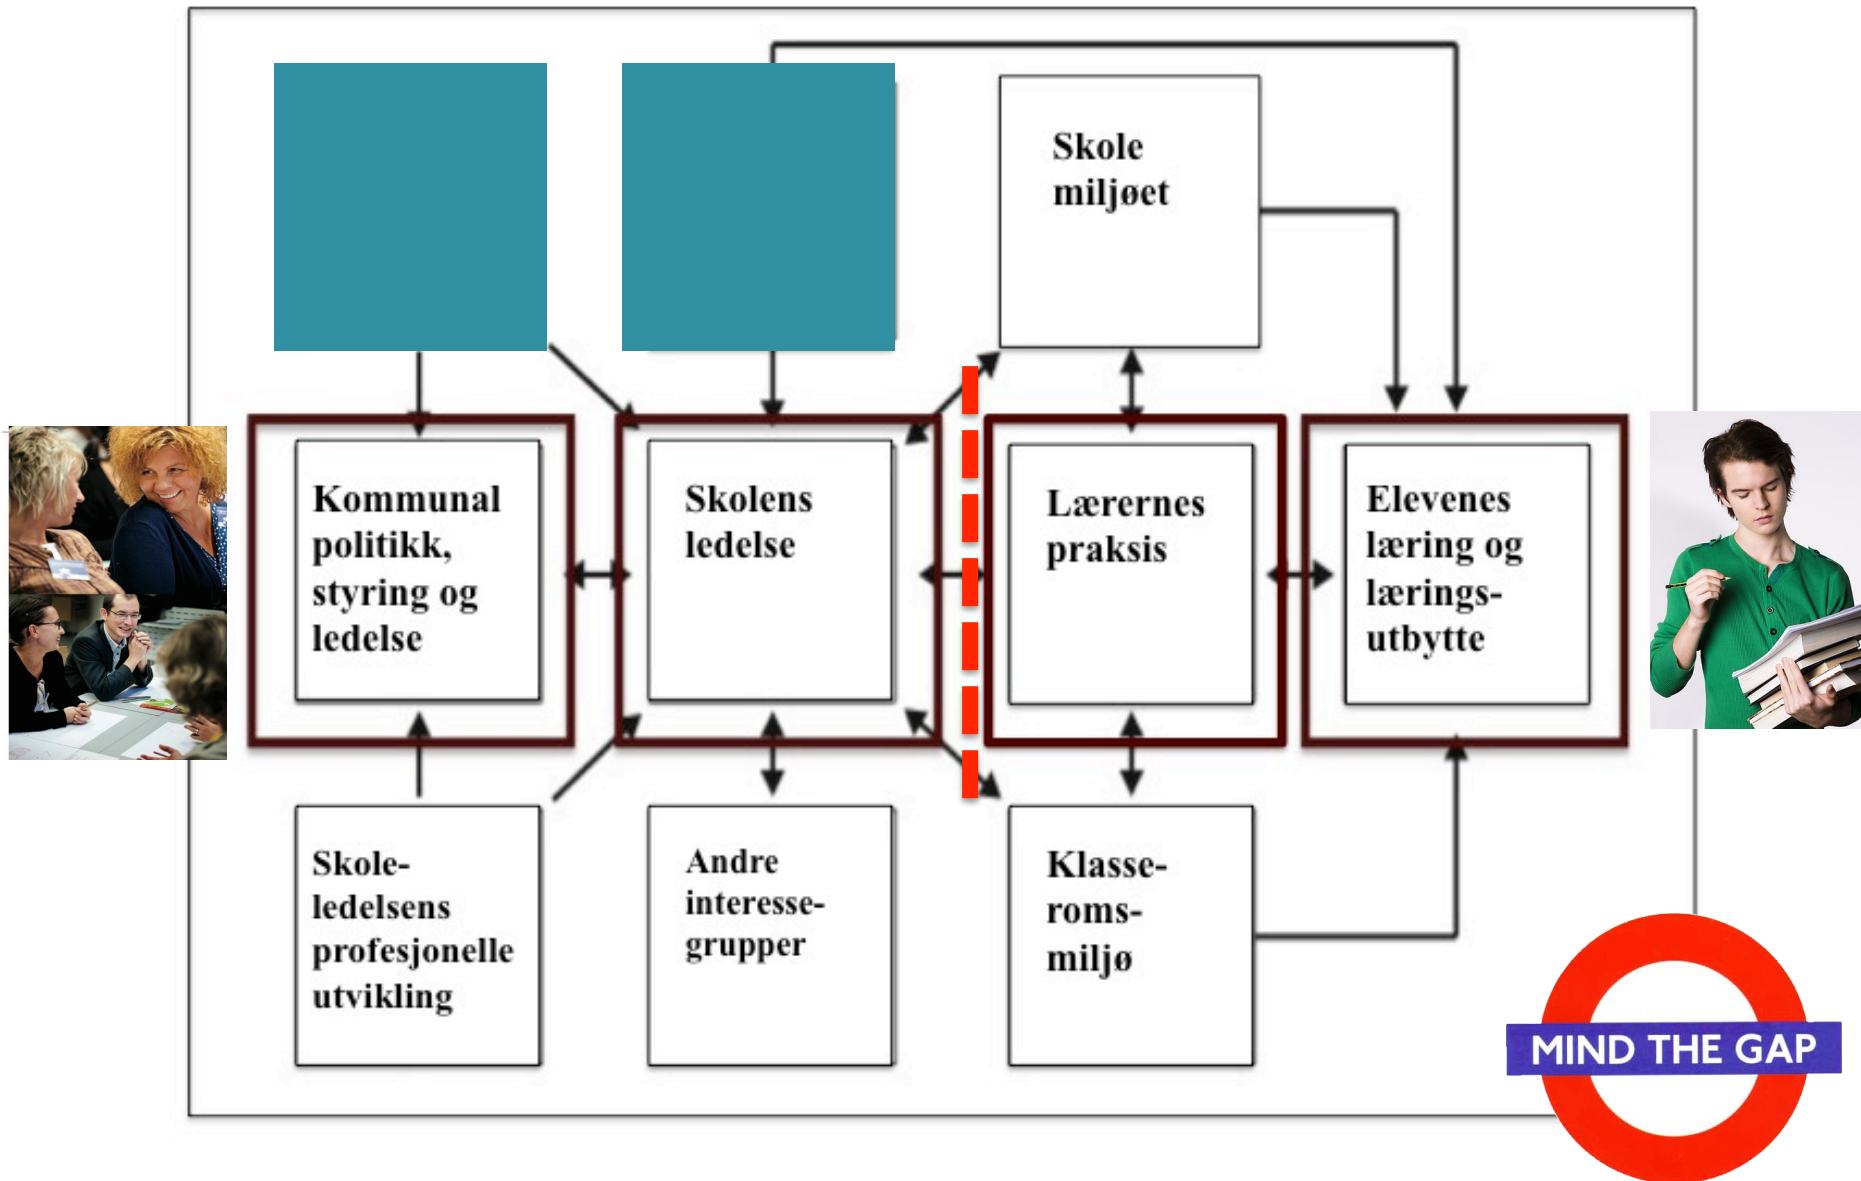 Skole
miljøet
Kommunal
politikk,
styring og
ledelse
Skolens
ledelse
Lærernes
praksis
Elevenes
læring og
lærings-
utbytte
Skole-
ledelsens
profesjonelle
utvikling
Andre
interesse-
grupper
Klasse-
roms-
miljø
MIND THE GAP